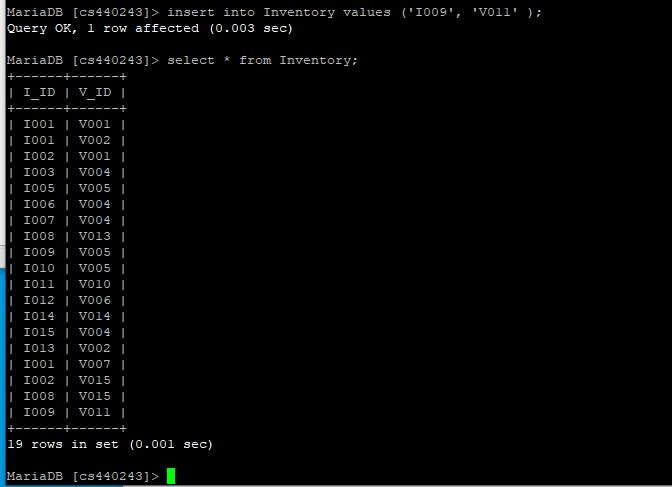 MariaDB [cs440243]> insert into Inventory values ('I009', 'V011' );
Query OK, 1 row affected (0.003 sec)
MariaDB [cs440243]> select * from Inventory;
+------+------+
| I_ID | V_ID |
+------+------+
| I001 | V001 |
| I001 | V002 |
| I002 | V001 |
| I003 | V004 |
| I005 | V005 |
| I006 | V004 |
| I007 | V004 |
| I008 | V013 |
| I009 | V005 |
| I010 | V005 |
| I011 | V010 |
| I012 | V006 |
| I014 | V014 |
| I015 | V004 |
| I013 | V002 |
| I001 | V007 |
| I002 | V015 |
| I008 | V015 |
| I009 | V011 |
+------+------+
19 rows in set (0.001 sec)
MariaDB [cs440243]>